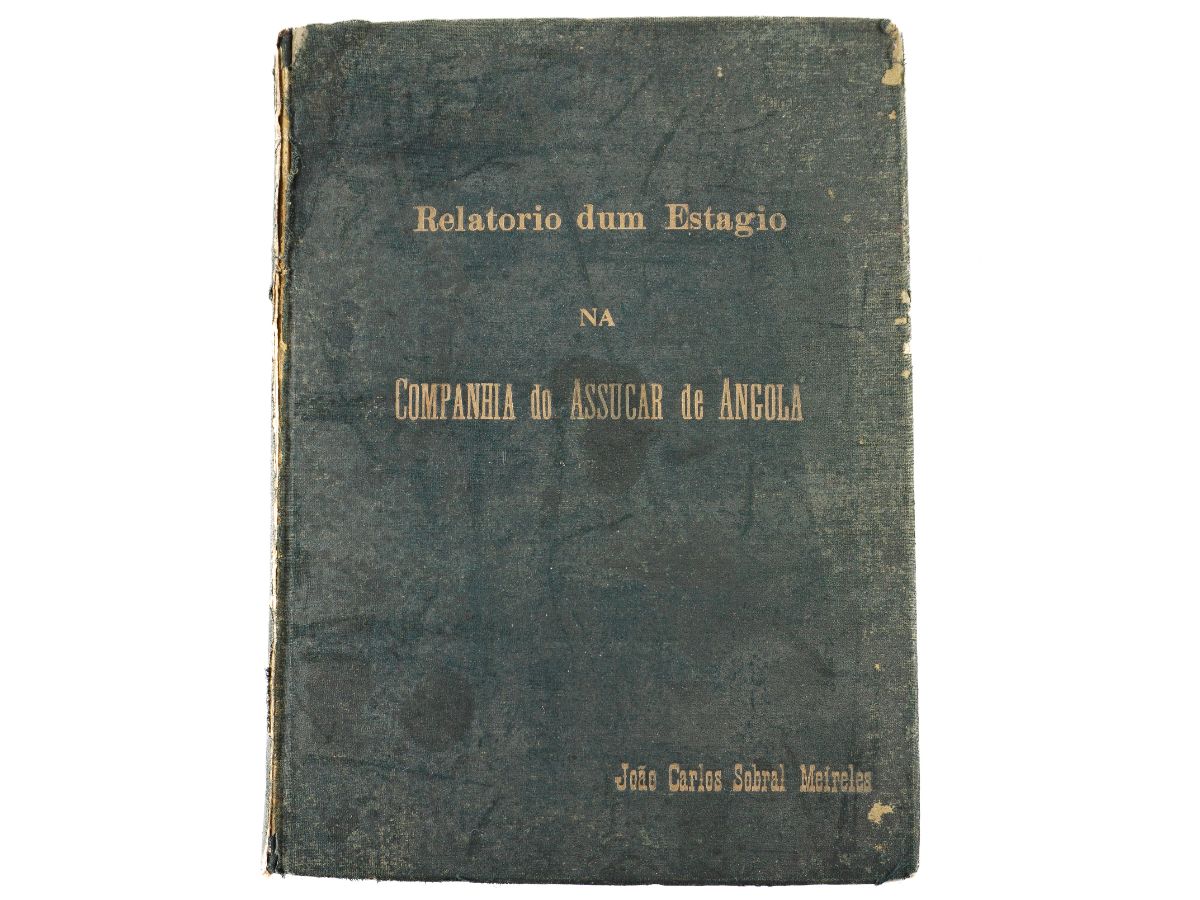 Relatorio dum Estagio
NA
COMPANHIA do ASSUCAR de ANGOLA
João Carlos Sobral Meireles